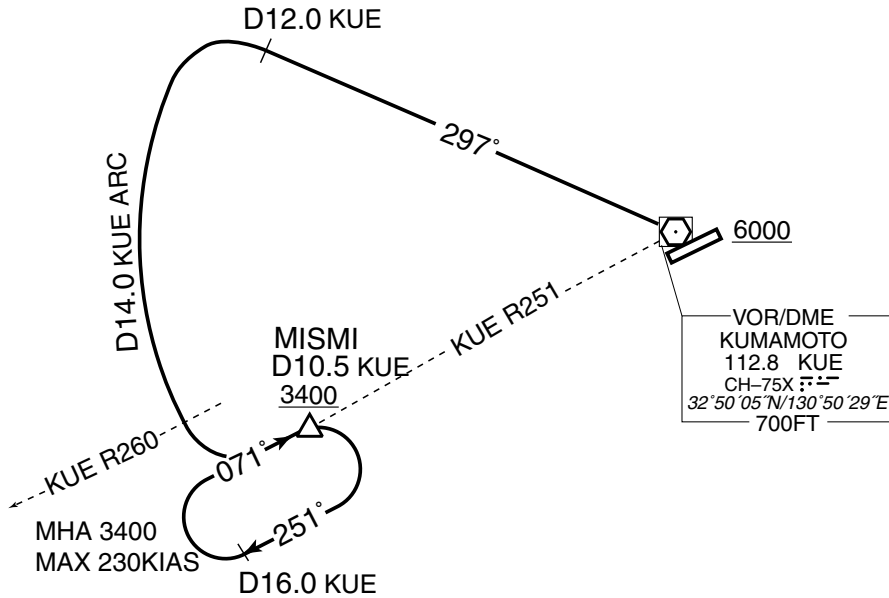 D12.0 KUE
297°
D14.0 KUE ARC
6000
KUE R251
MISMI
D10.5 KUE
3400
VOR/DME
KUMAMOTO
112.8 KUE
CH–75X
32°50´05˝N/130°50´29˝E
700FT
KUE R260
071°
251°
MHA 3400
MAX 230KIAS
D16.0 KUE